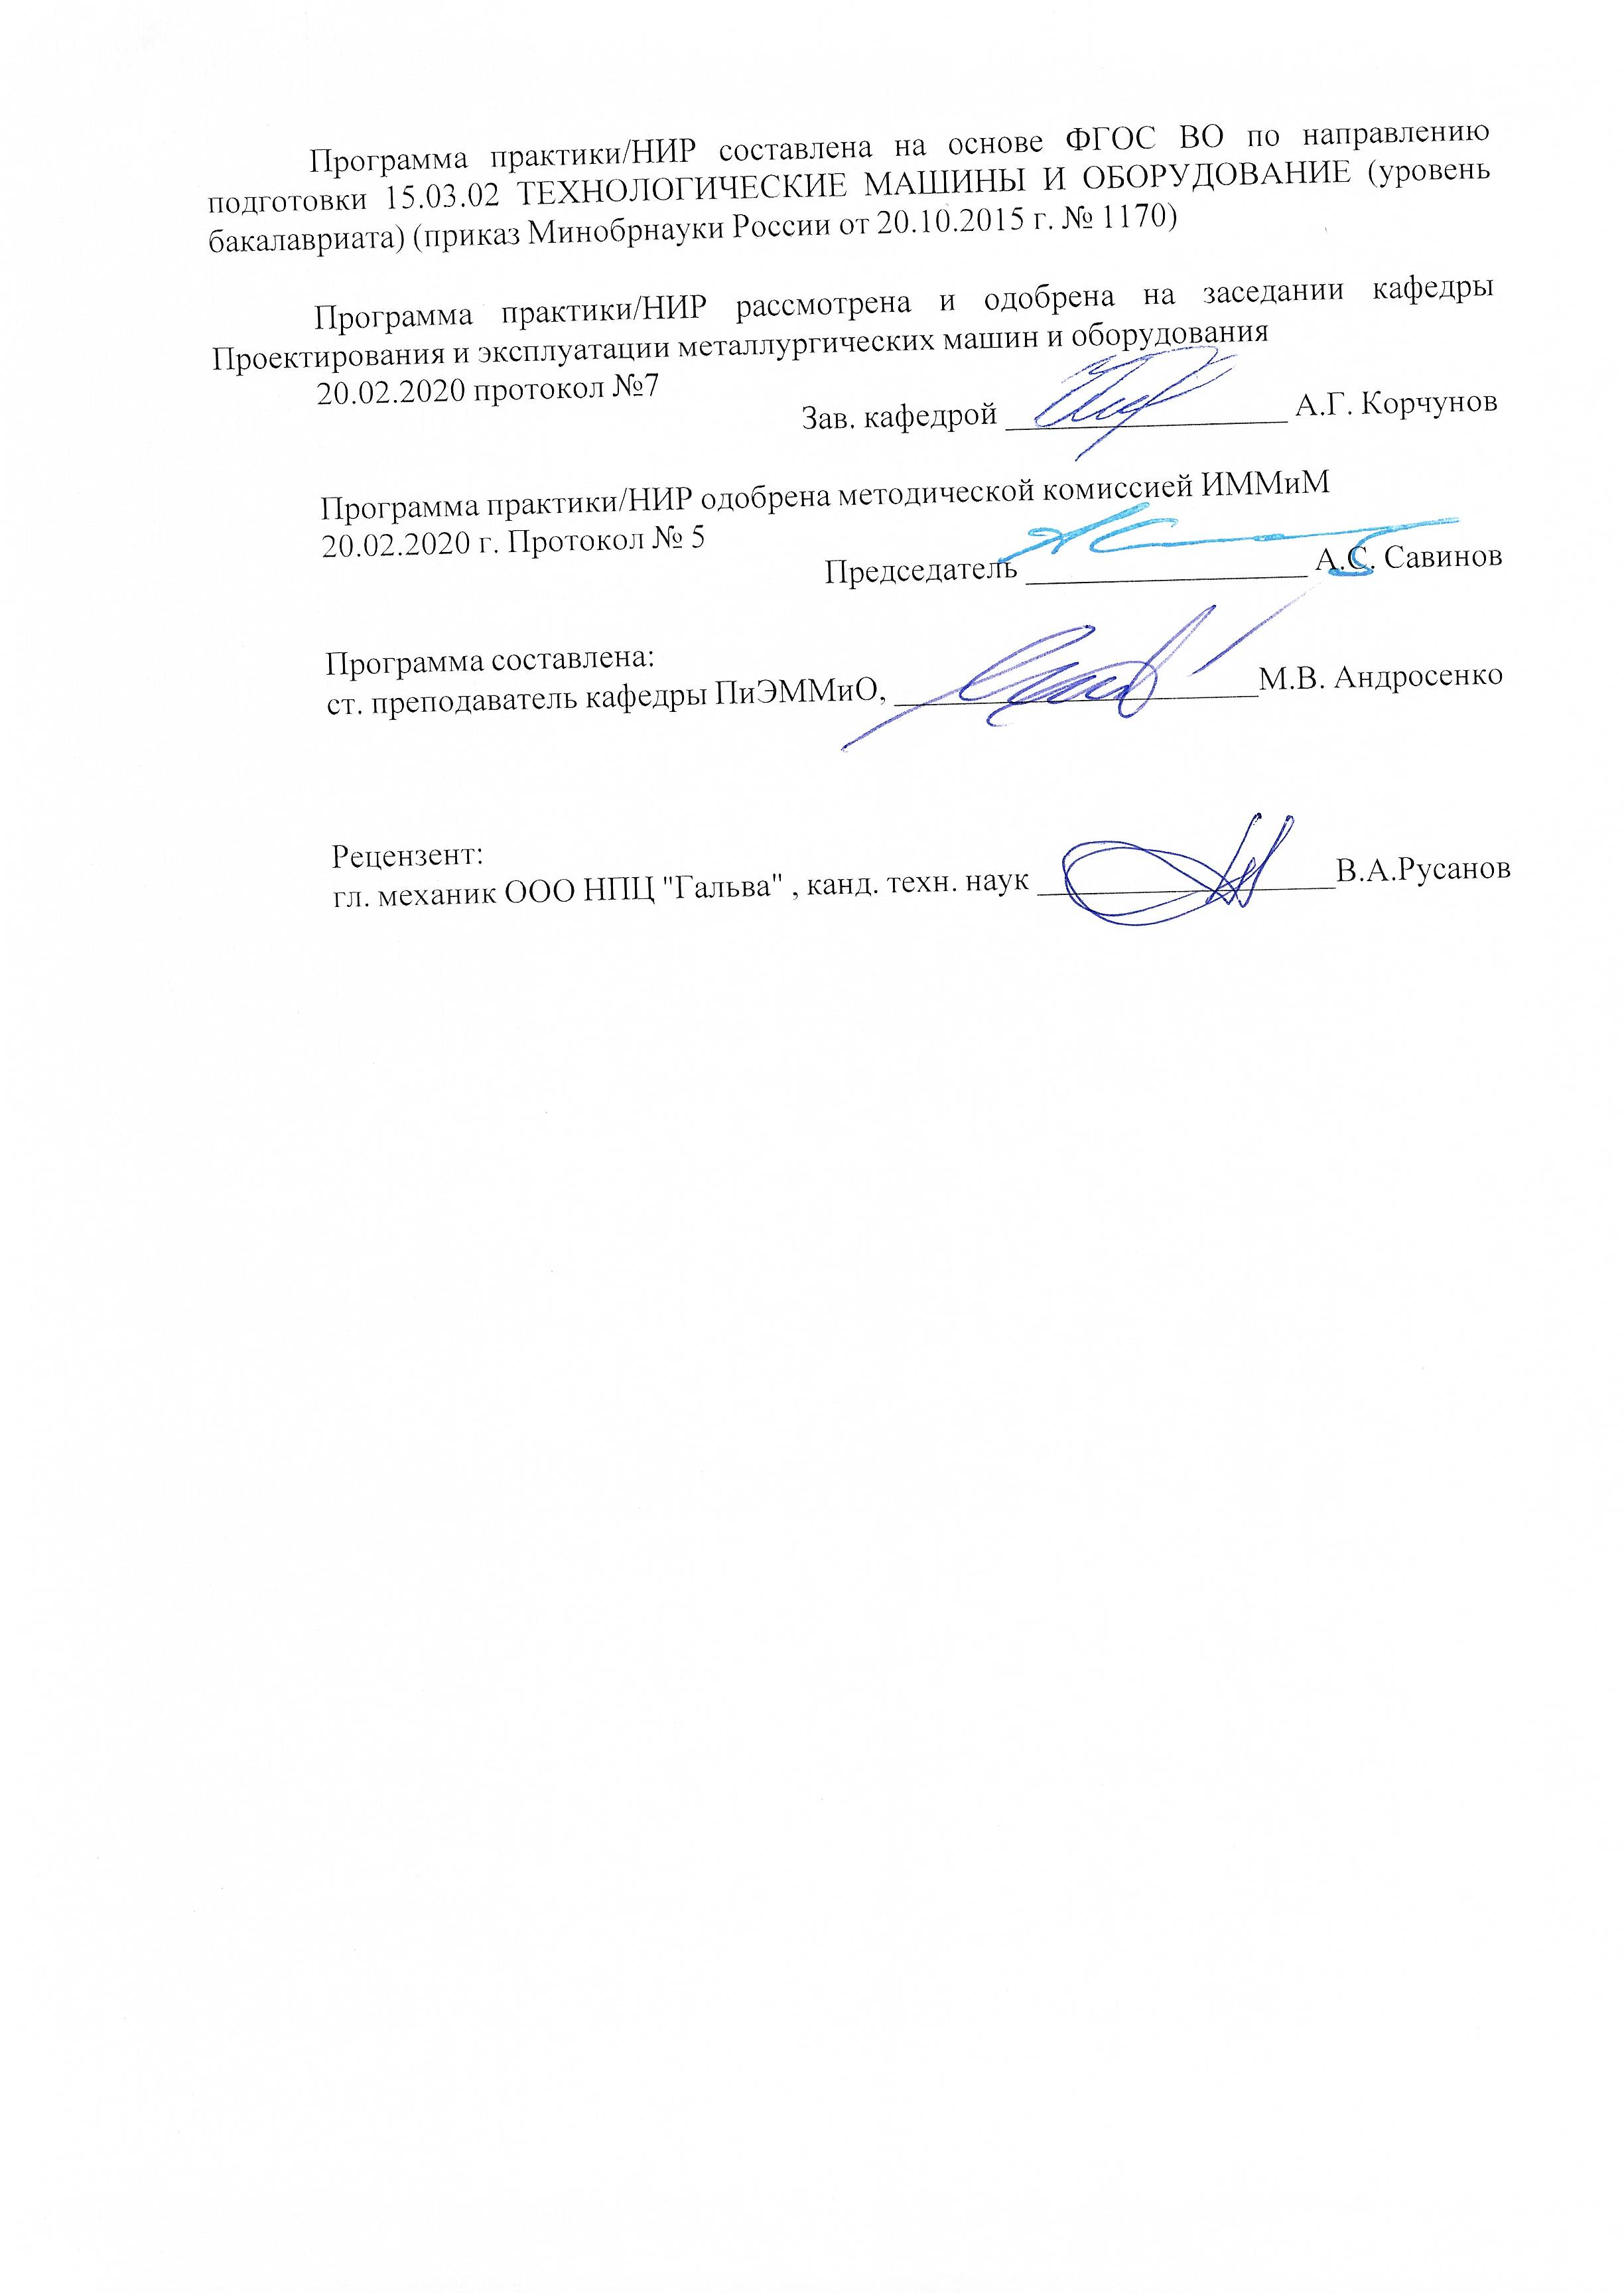 Программа практики/НИР составлена на основе ФГОС ВО по направлению
подготовки 15.03.02 ТЕХНОЛОГИЧЕСКИЕ МАШИНЫ И ОБОРУДОВАНИЕ (уровень
бакалавриата) (приказ Минобрнауки России от 20.10.2015 г. № 1170)
Программа практики/НИР рассмотрена и одобрена на заседании кафедры
Проектирования и эксплуатации металлургических машин и оборудования
20.02.2020 протокол №7
Зав. кафедрой ________________ А.Г. Корчунов
Программа практики/НИР одобрена методической комиссией ИММиМ
20.02.2020 г. Протокол № 5
Председатель ________________ А.С. Савинов
Программа составлена:
ст. преподаватель кафедры ПиЭММиО, _____________________М.В. Андросенко
Рецензент:
гл. механик ООО НПЦ "Гальва" , канд. техн. наук _________________В.А.Русанов